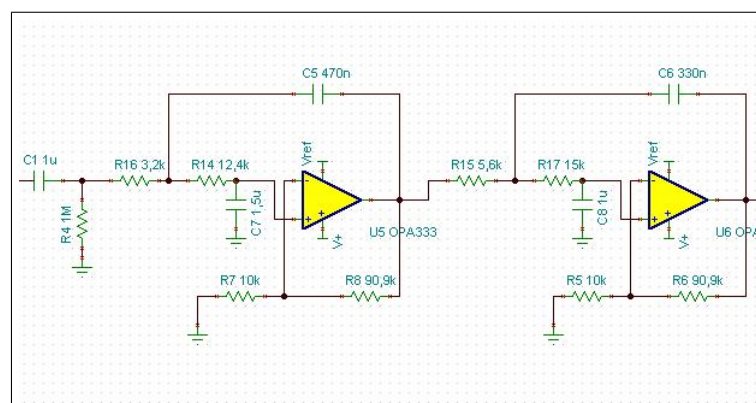 C5 470n
C6 330n
C1 1u
R16 3,2k
R14 12,4k
Vref
R15 5,6k
R17 15k
Vref
R4 1M
C7 1,5u
V+
U5 OPA333
C8 1u
V+
U6 OPA
R7 10k
R8 90,9k
R5 10k
R6 90,9k